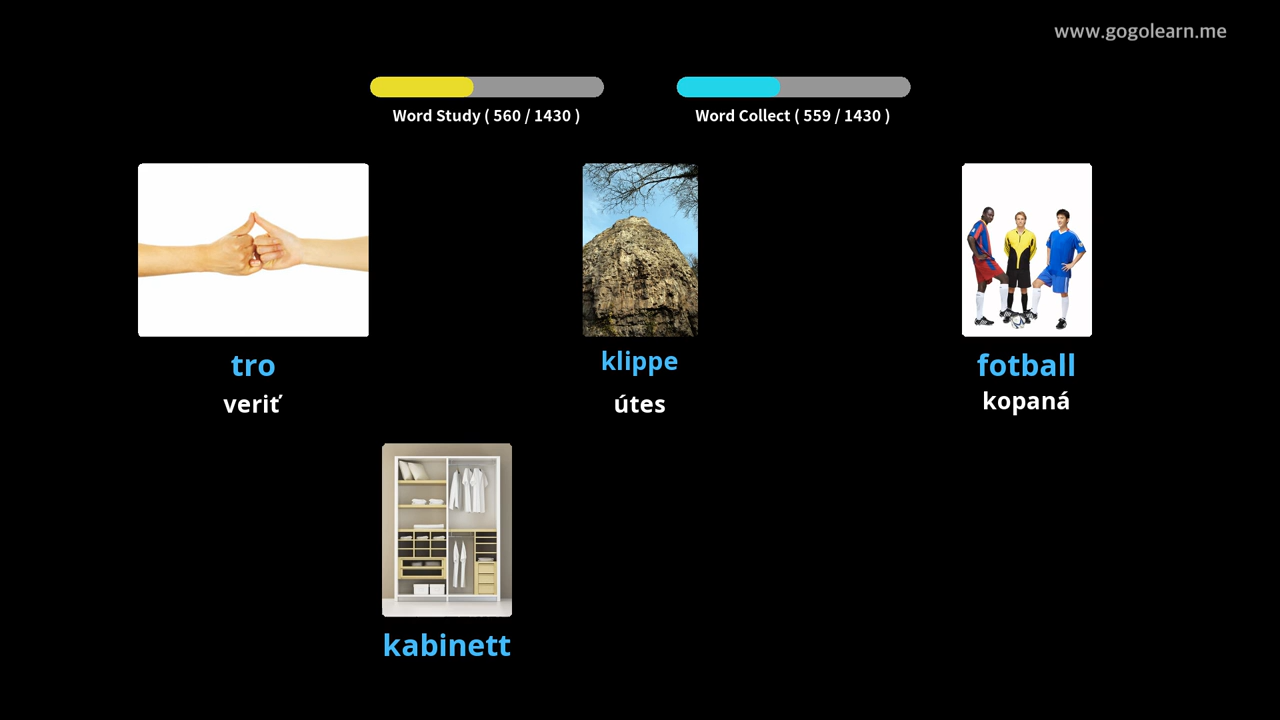 www.gogolearn.me
Word Study ( 560 / 1430 )
Word Collect ( 559 / 1430 )
tro
veriť
klippe
útes
fotball
kopaná
kabinett